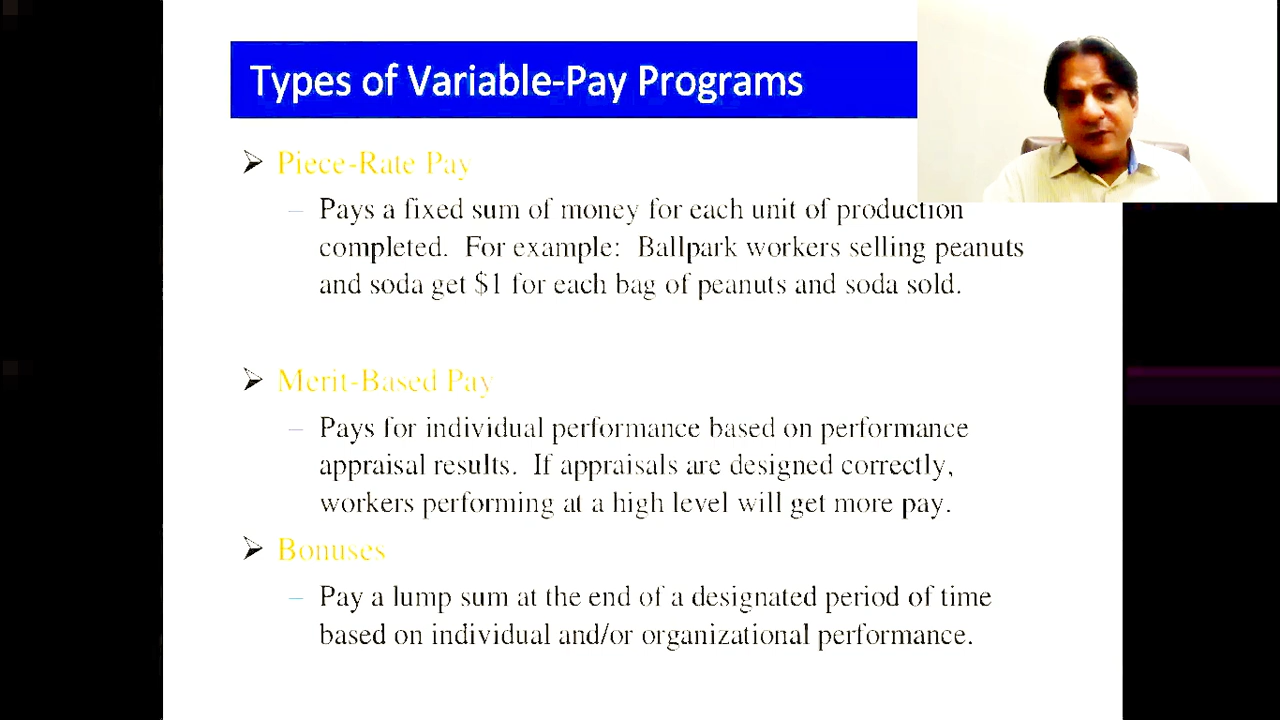 Types of Variable-Pay Programs
➢ Piece-Rate Pay
– Pays a fixed sum of money for each unit of production
completed. For example: Ballpark workers selling peanuts
and soda get $1 for each bag of peanuts and soda sold.
➢ Merit-Based Pay
– Pays for individual performance based on performance
appraisal results. If appraisals are designed correctly,
workers performing at a high level will get more pay.
➢ Bonuses
– Pay a lump sum at the end of a designated period of time
based on individual and/or organizational performance.